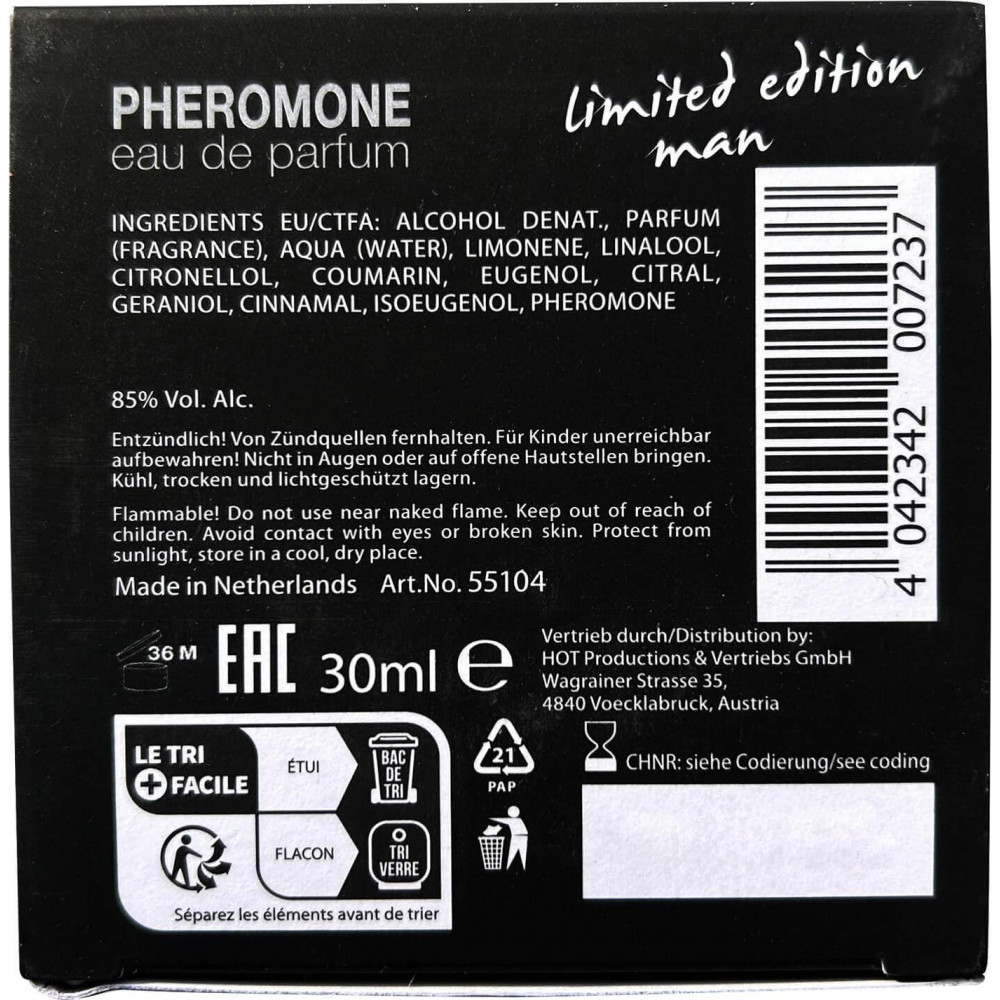 PHEROMONE
eau de parfum
limited edition
man
INGREDIENTS EU/CTFA: ALCOHOL DENAT., PARFUM
(FRAGRANCE), AQUA (WATER), LIMONENE, LINALOOL,
CITRONELLOL, COUMARIN, EUGENOL, CITRAL,
GERANIOL, CINNAMAL, ISOEUGENOL, PHEROMONE
4 042342 007237
85% Vol. Alc.
Entzündlich! Von Zündquellen fernhalten. Für Kinder unerreichbar
aufbewahren! Nicht in Augen oder auf offene Hautstellen bringen.
Kühl, trocken und lichtgeschützt lagern.
Flammable! Do not use near naked flame. Keep out of reach of
children. Avoid contact with eyes or broken skin. Protect from
sunlight, store in a cool, dry place.
Made in Netherlands Art.No. 55104
36 M
EAC
30ml e
Vertrieb durch/Distribution by:
HOT Productions & Vertriebs GmbH
Wagrainer Strasse 35,
4840 Voecklabruck, Austria
LE TRI
+ FACILE
ÉTUI
BAC
DE
TRI
FLACON
TRI
VERRE
Séparez les éléments avant de trier
21
PAP
CHNR: siehe Codierung/see coding